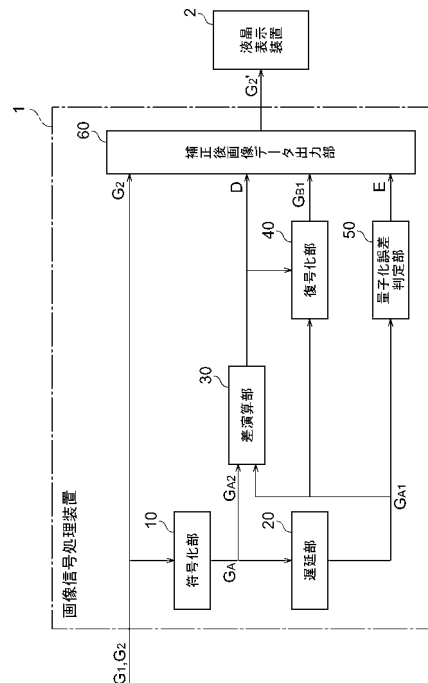 画像信号処理装置
1
G1,G2
10
符号化部
GA
20
遅延部
GA2
GA1
30
差演算部
40
復号化部
50
量子化誤差
判定部
G2
D
GB1
E
60
補正後画像データ出力部
G2'
2
液晶
表示
装置